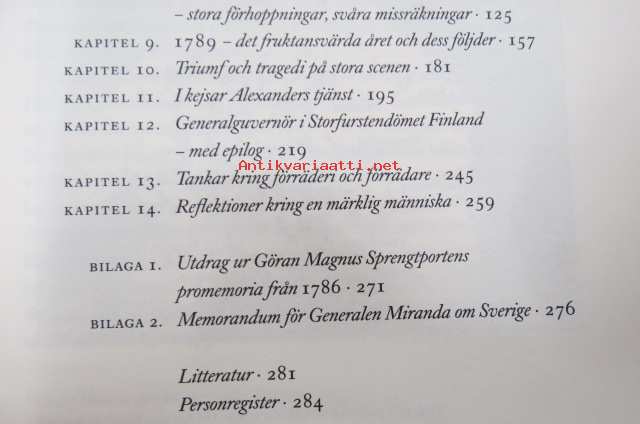 – stora förhoppningar, svåra missräkningar · 125
KAPITEL 9. 1789 – det fruktansvärda året och dess följder · 157
KAPITEL 10. Triumf och tragedi på stora scenen · 181
KAPITEL 11. I kejsar Alexanders tjänst · 195
KAPITEL 12. Generalguvernör i Storfurstendömet Finland
– med epilog · 219
Antikvariaatti.net
KAPITEL 13. Tankar kring förräderi och förrädare · 245
KAPITEL 14. Reflektioner kring en märklig människa · 259
BILAGA 1. Utdrag ur Göran Magnus Sprengtportens
promemoria från 1786 · 271
BILAGA 2. Memorandum för Generalen Miranda om Sverige · 276
Litteratur · 281
Personregister · 284